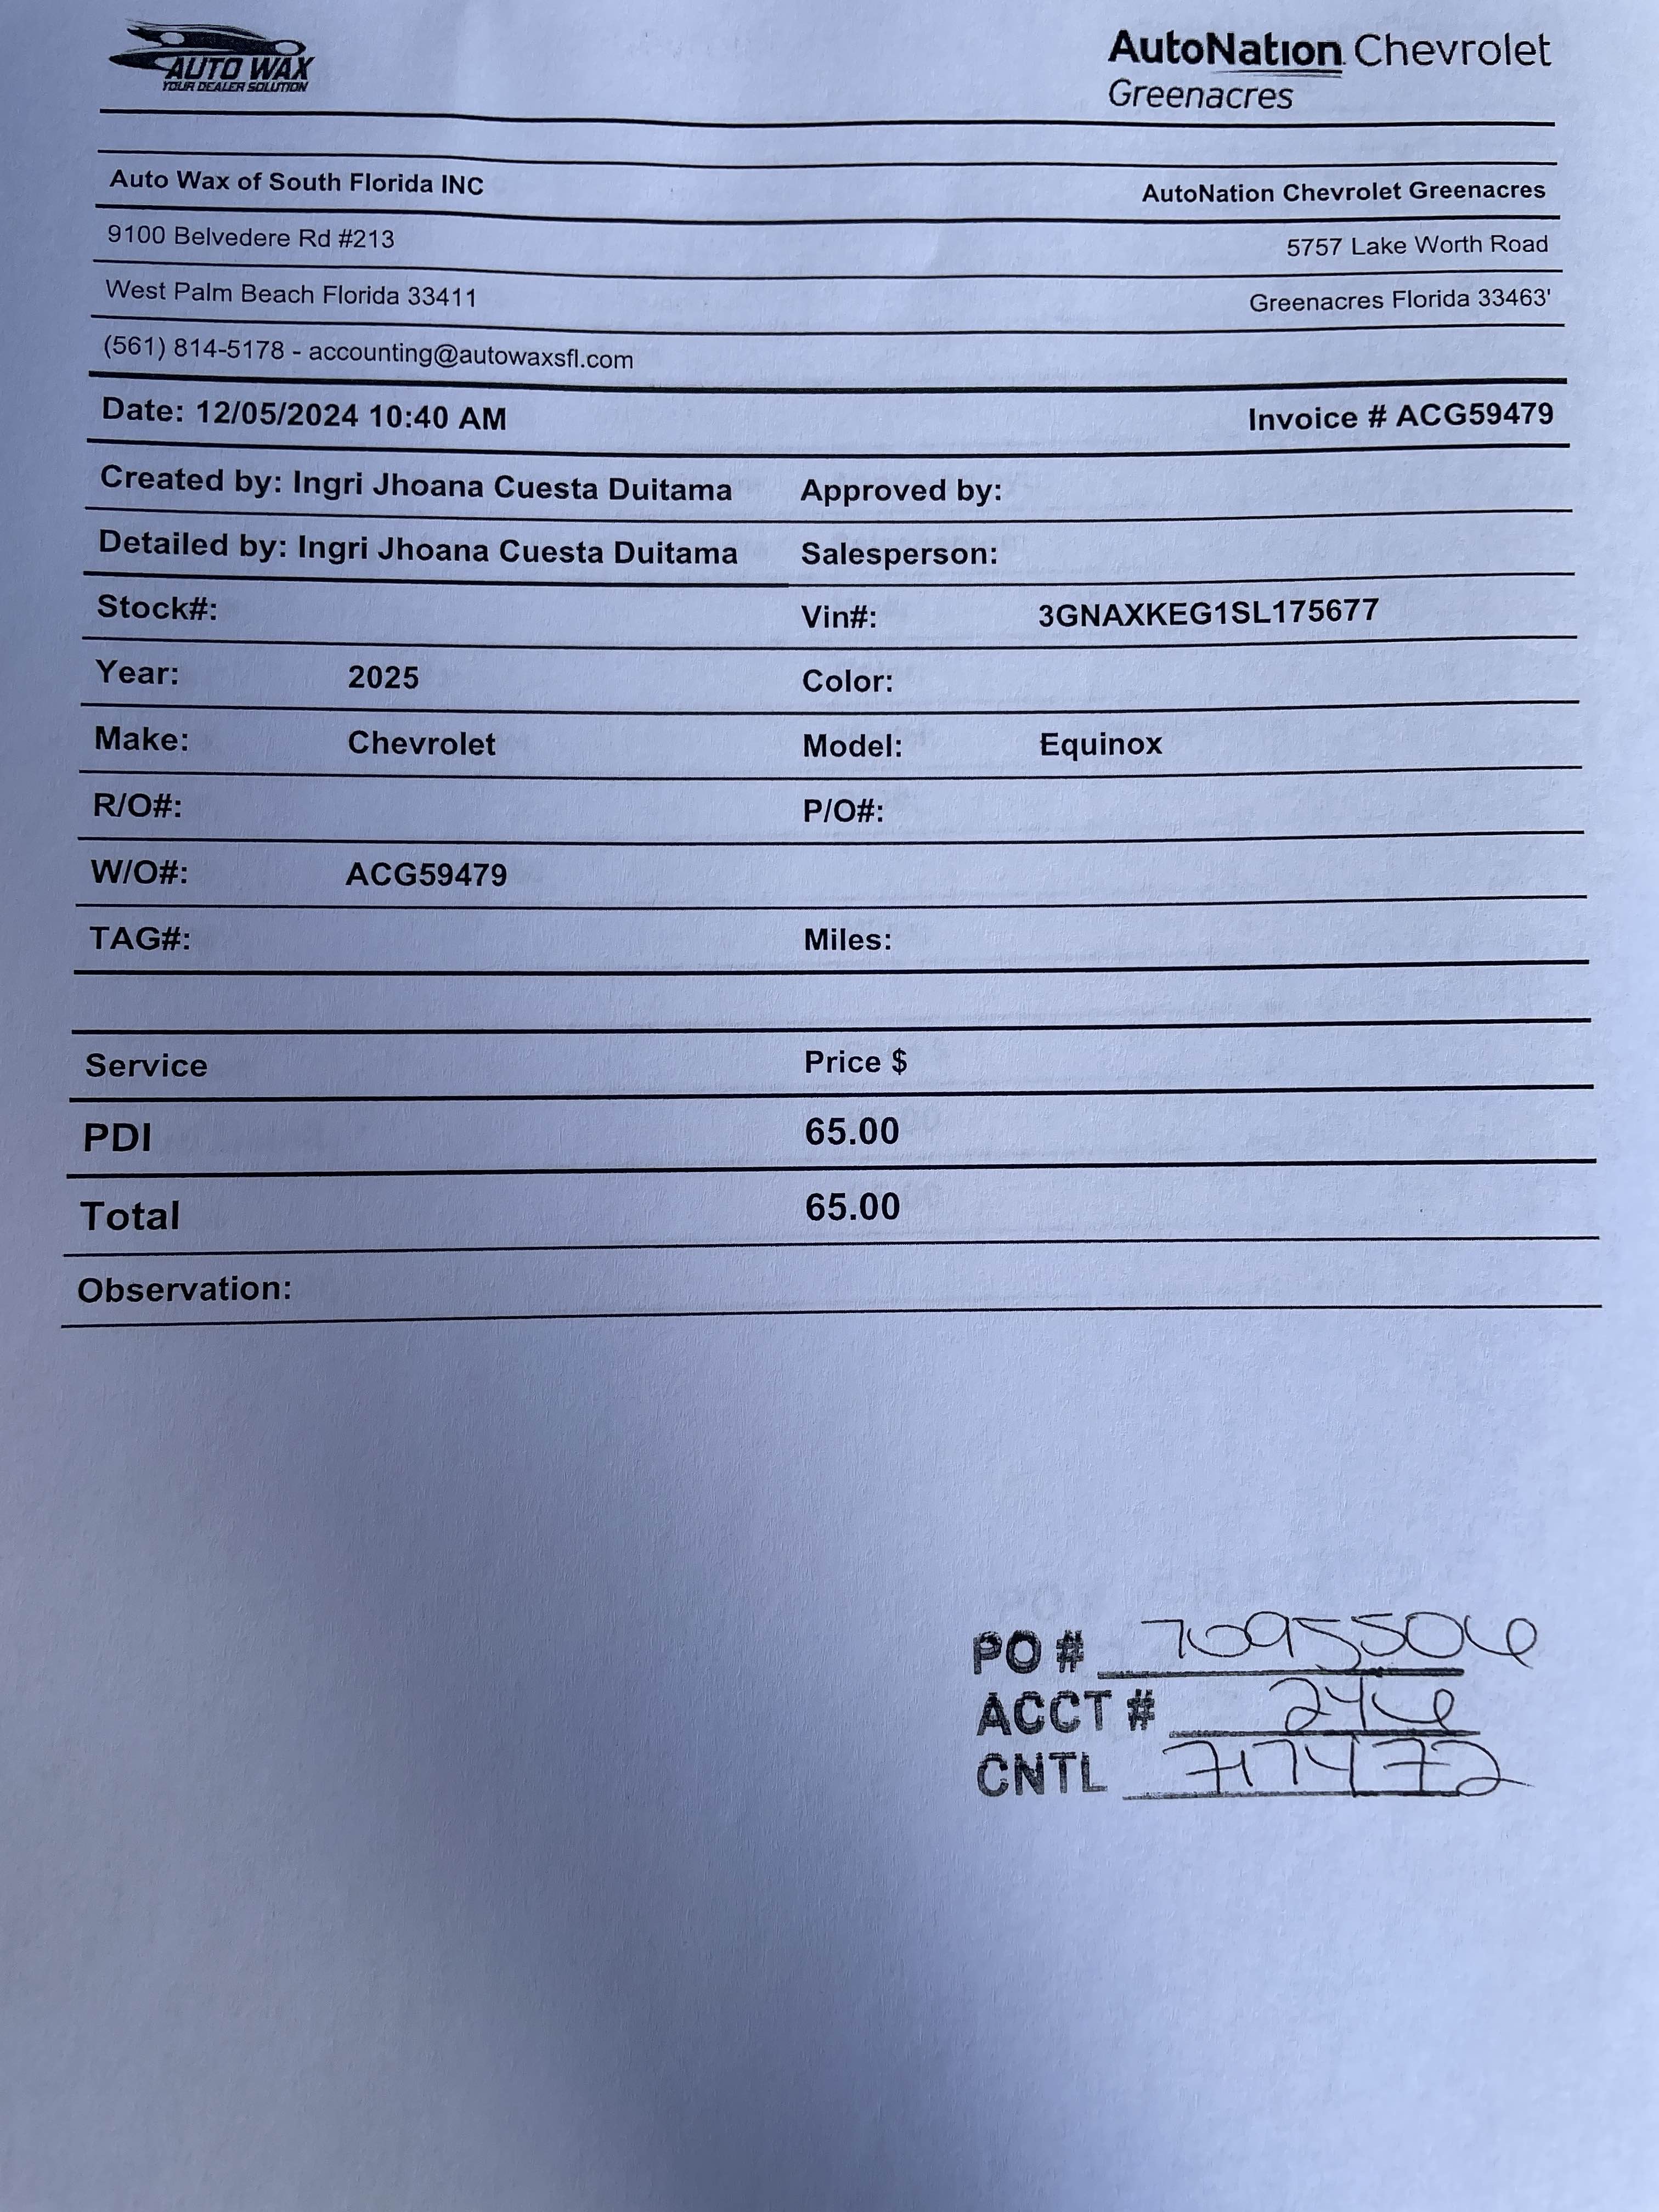 AUTO WAX
YOUR DEALER SOLUTION
AutoNation Chevrolet
Greenacres
Auto Wax of South Florida INC
AutoNation Chevrolet Greenacres
9100 Belvedere Rd #213
5757 Lake Worth Road
West Palm Beach Florida 33411
Greenacres Florida 33463'
(561) 814-5178 - accounting@autowaxsfl.com
Date: 12/05/2024 10:40 AM
Invoice # ACG59479
Created by: Ingri Jhoana Cuesta Duitama
Approved by:
Detailed by: Ingri Jhoana Cuesta Duitama
Salesperson:
Stock#:
Vin#: 3GNAXKEG1SL175677
Year: 2025
Color:
Make: Chevrolet
Model: Equinox
R/O#:
P/O#:
W/O#: ACG59479
TAG#:
Miles:
Service Price $
PDI 65.00
Total 65.00
Observation:
PO # 70955506
ACCT # 246
CNTL 717472